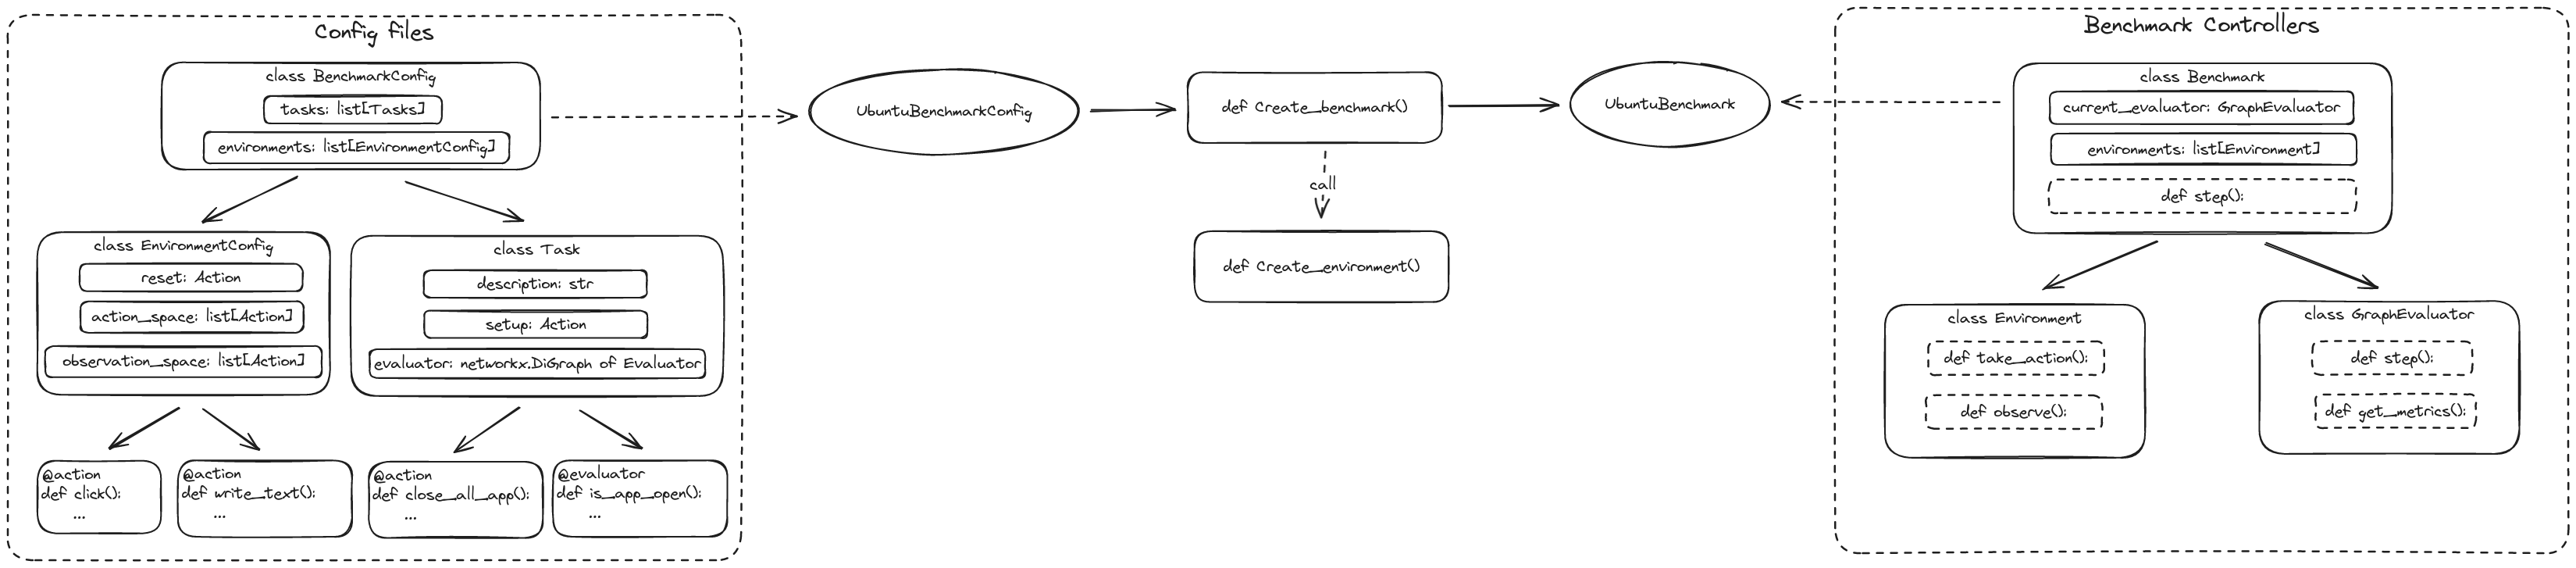 Config files
class BenchmarkConfig
tasks: list[Tasks]
environments: list[EnvironmentConfig]
class EnvironmentConfig
reset: Action
action_space: list[Action]
observation_space: list[Action]
class Task
description: str
setup: Action
evaluator: networkx.DiGraph of Evaluator
@action
def click():
...
@action
def write_text():
...
@action
def close_all_app():
...
@evaluator
def is_app_open():
...
UbuntuBenchmarkConfig
def Create_benchmark()
call
def Create_environment()
UbuntuBenchmark
Benchmark Controllers
class Benchmark
current_evaluator: GraphEvaluator
environments: list[Environment]
def step():
class Environment
def take_action():
def observe():
class GraphEvaluator
def step():
def get_metrics():